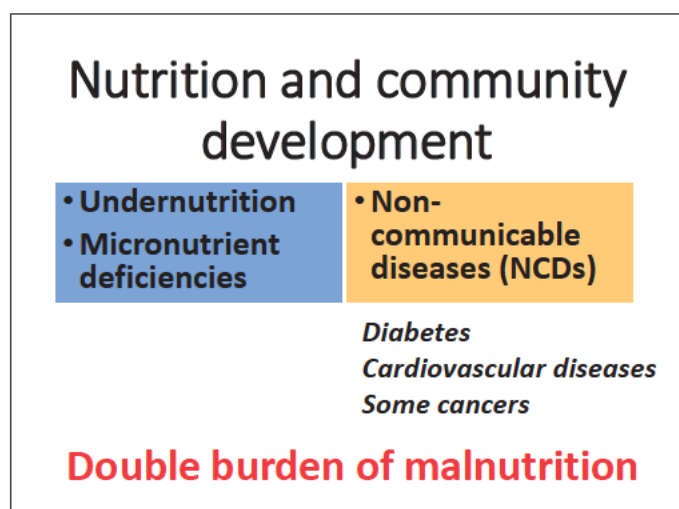 Nutrition and community
development
• Undernutrition
• Micronutrient
deficiencies
• Non-
communicable
diseases (NCDs)
Diabetes
Cardiovascular diseases
Some cancers
Double burden of malnutrition